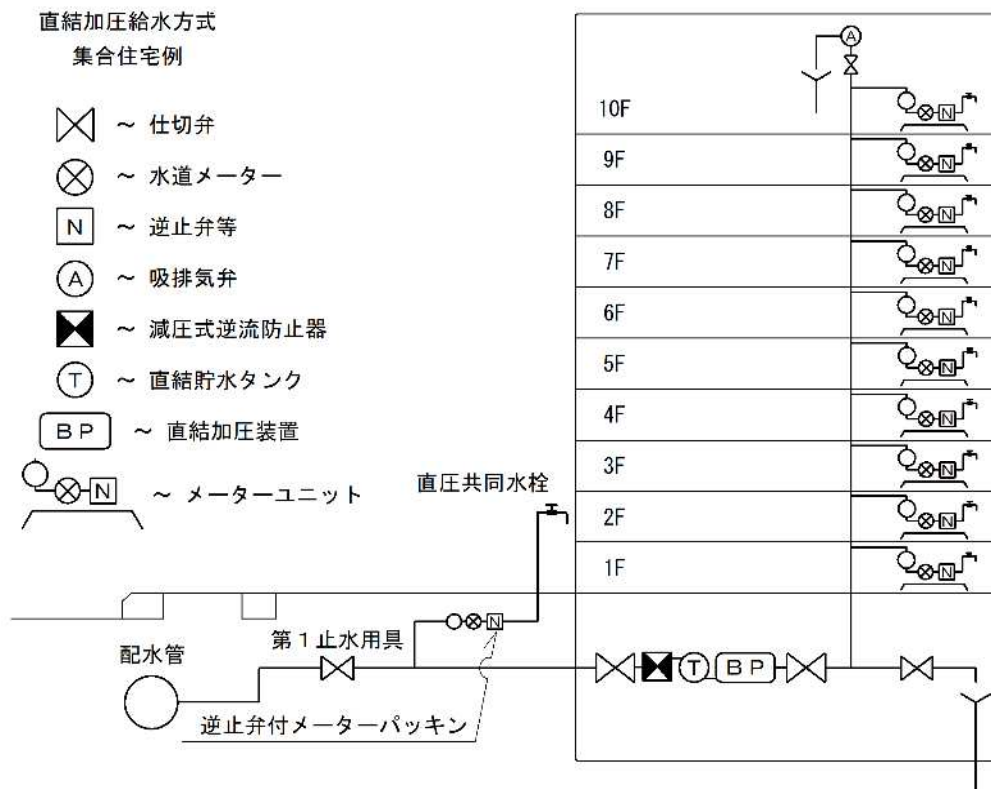 直結加圧給水方式
集合住宅例
～ 仕切弁
～ 水道メーター
N ～ 逆止弁等
A ～ 吸排気弁
～ 減圧式逆流防止器
T ～ 直結貯水タンク
BP ～ 直結加圧装置
N ～ メーターユニット
A
10F N
9F N
8F N
7F N
6F N
5F N
4F N
3F N
2F N
1F N
直圧共同水栓
N
配水管
第1止水用具
T BP
逆止弁付メーターパッキン